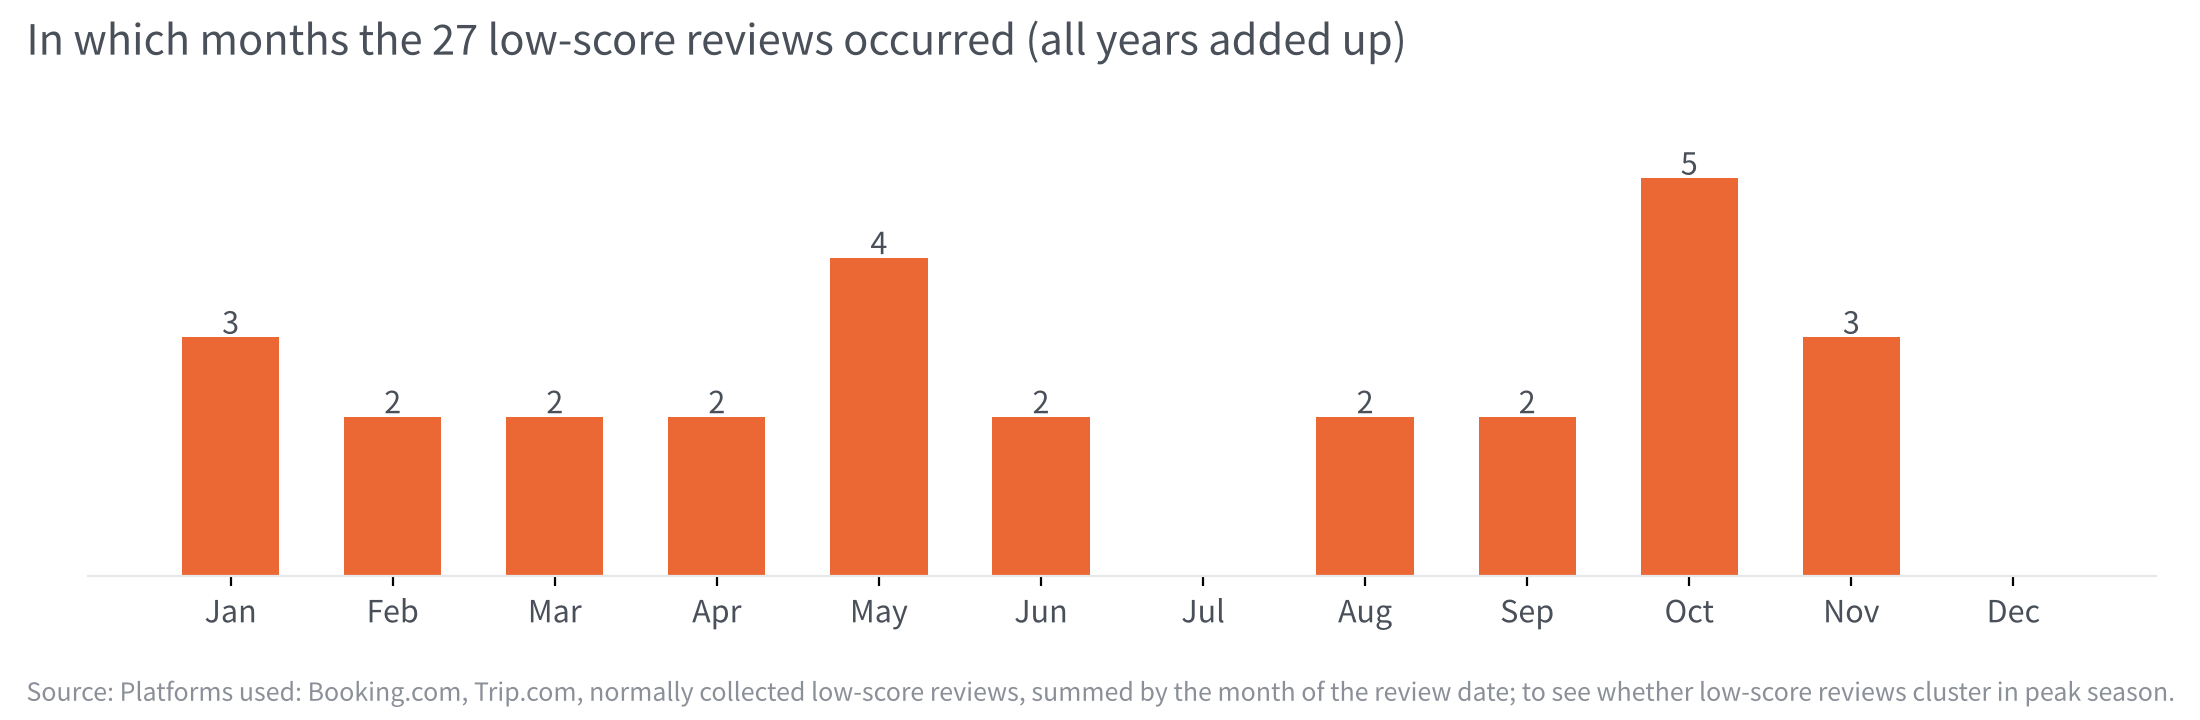 In which months the 27 low-score reviews occurred (all years added up)
5
4
3
3
2
2
2
2
2
2
Jan
Feb
Mar
Apr
May
Jun
Jul
Aug
Sep
Oct
Nov
Dec
Source: Platforms used: Booking.com, Trip.com, normally collected low-score reviews, summed by the month of the review date; to see whether low-score reviews cluster in peak season.